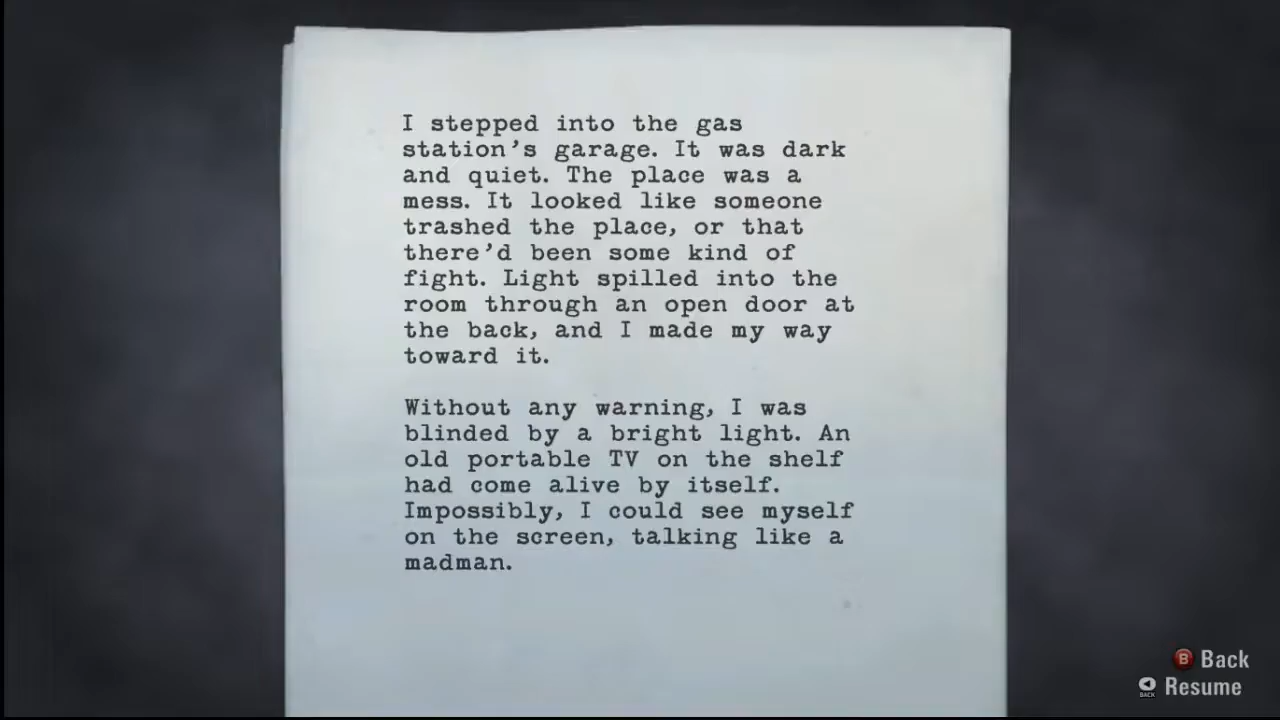 I stepped into the gas
station's garage. It was dark
and quiet. The place was a
mess. It looked like someone
trashed the place, or that
there'd been some kind of
fight. Light spilled into the
room through an open door at
the back, and I made my way
toward it.
Without any warning, I was
blinded by a bright light. An
old portable TV on the shelf
had come alive by itself.
Impossibly, I could see myself
on the screen, talking like a
madman.
B Back
BACK Resume